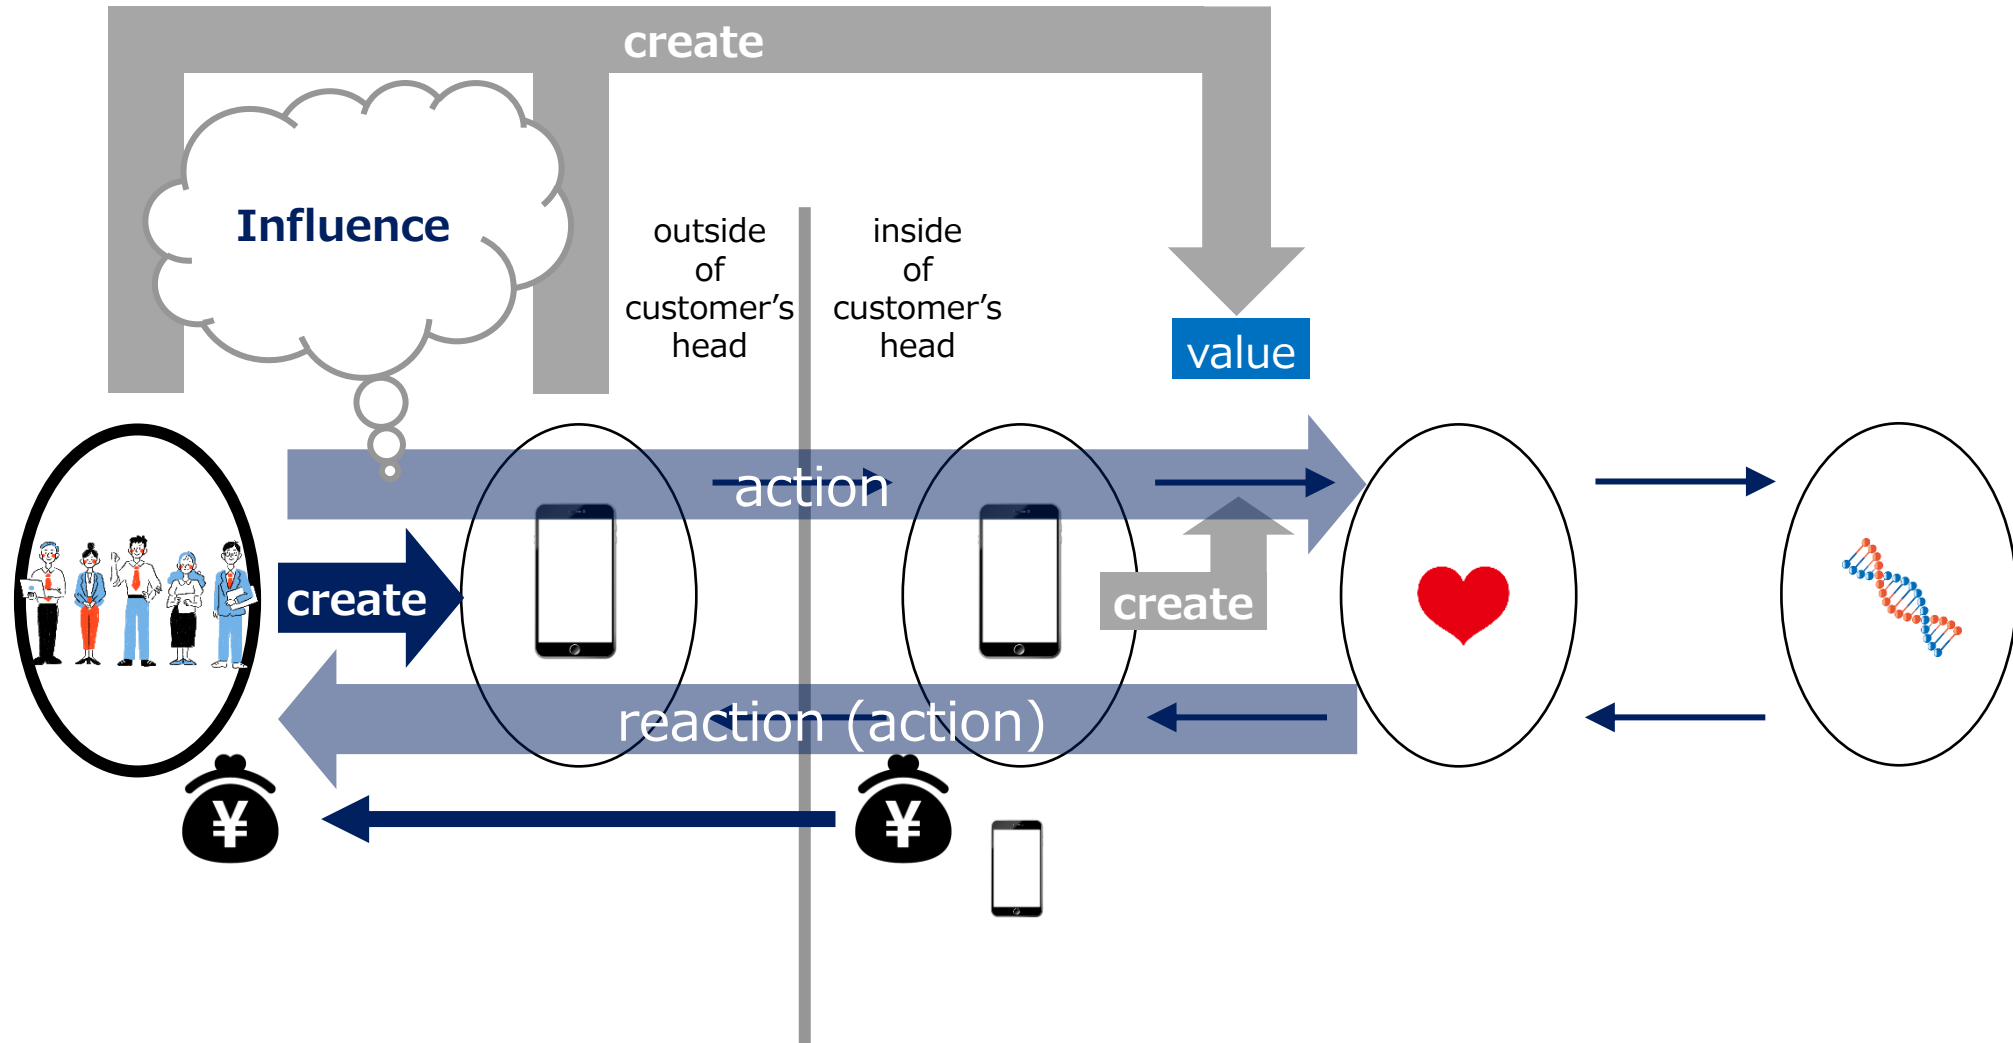 create
Influence
outside
of
customer’s
head
inside
of
customer’s
head
value
action
create
create
reaction (action)
¥
¥